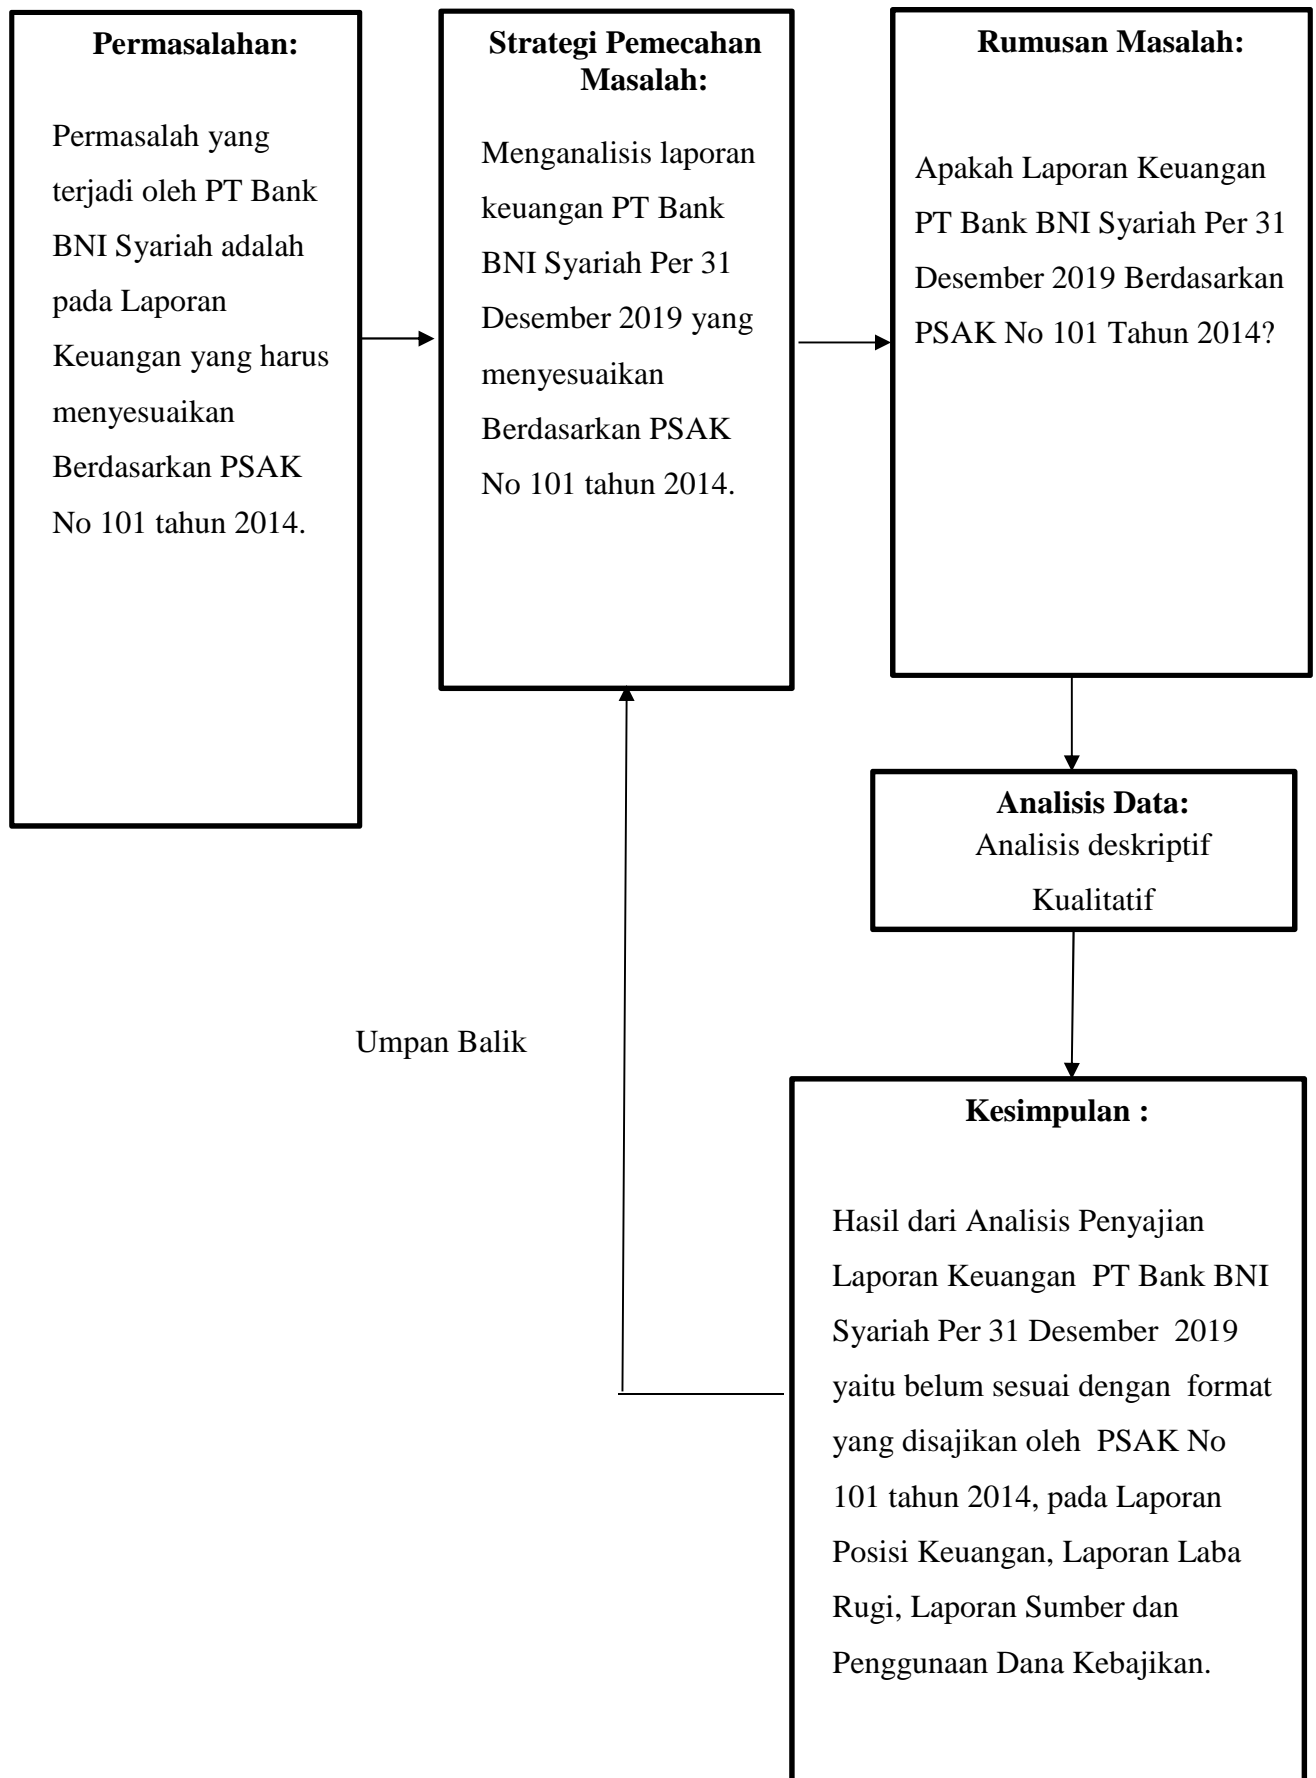 Permasalahan:
Permasalah yang
terjadi oleh PT Bank
BNI Syariah adalah
pada Laporan
Keuangan yang harus
menyesuaikan
Berdasarkan PSAK
No 101 tahun 2014.
Strategi Pemecahan
Masalah:
Menganalisis laporan
keuangan PT Bank
BNI Syariah Per 31
Desember 2019 yang
menyesuaikan
Berdasarkan PSAK
No 101 tahun 2014.
Rumusan Masalah:
Apakah Laporan Keuangan
PT Bank BNI Syariah Per 31
Desember 2019 Berdasarkan
PSAK No 101 Tahun 2014?
Analisis Data:
Analisis deskriptif
Kualitatif
Umpan Balik
Kesimpulan :
Hasil dari Analisis Penyajian
Laporan Keuangan PT Bank BNI
Syariah Per 31 Desember 2019
yaitu belum sesuai dengan format
yang disajikan oleh PSAK No
101 tahun 2014, pada Laporan
Posisi Keuangan, Laporan Laba
Rugi, Laporan Sumber dan
Penggunaan Dana Kebajikan.